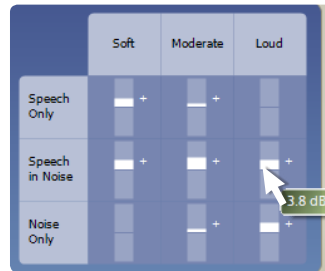 Soft Moderate Loud
Speech
Only
+ +
Speech
in Noise
+ + +
3.8 dB
Noise
Only
+ +